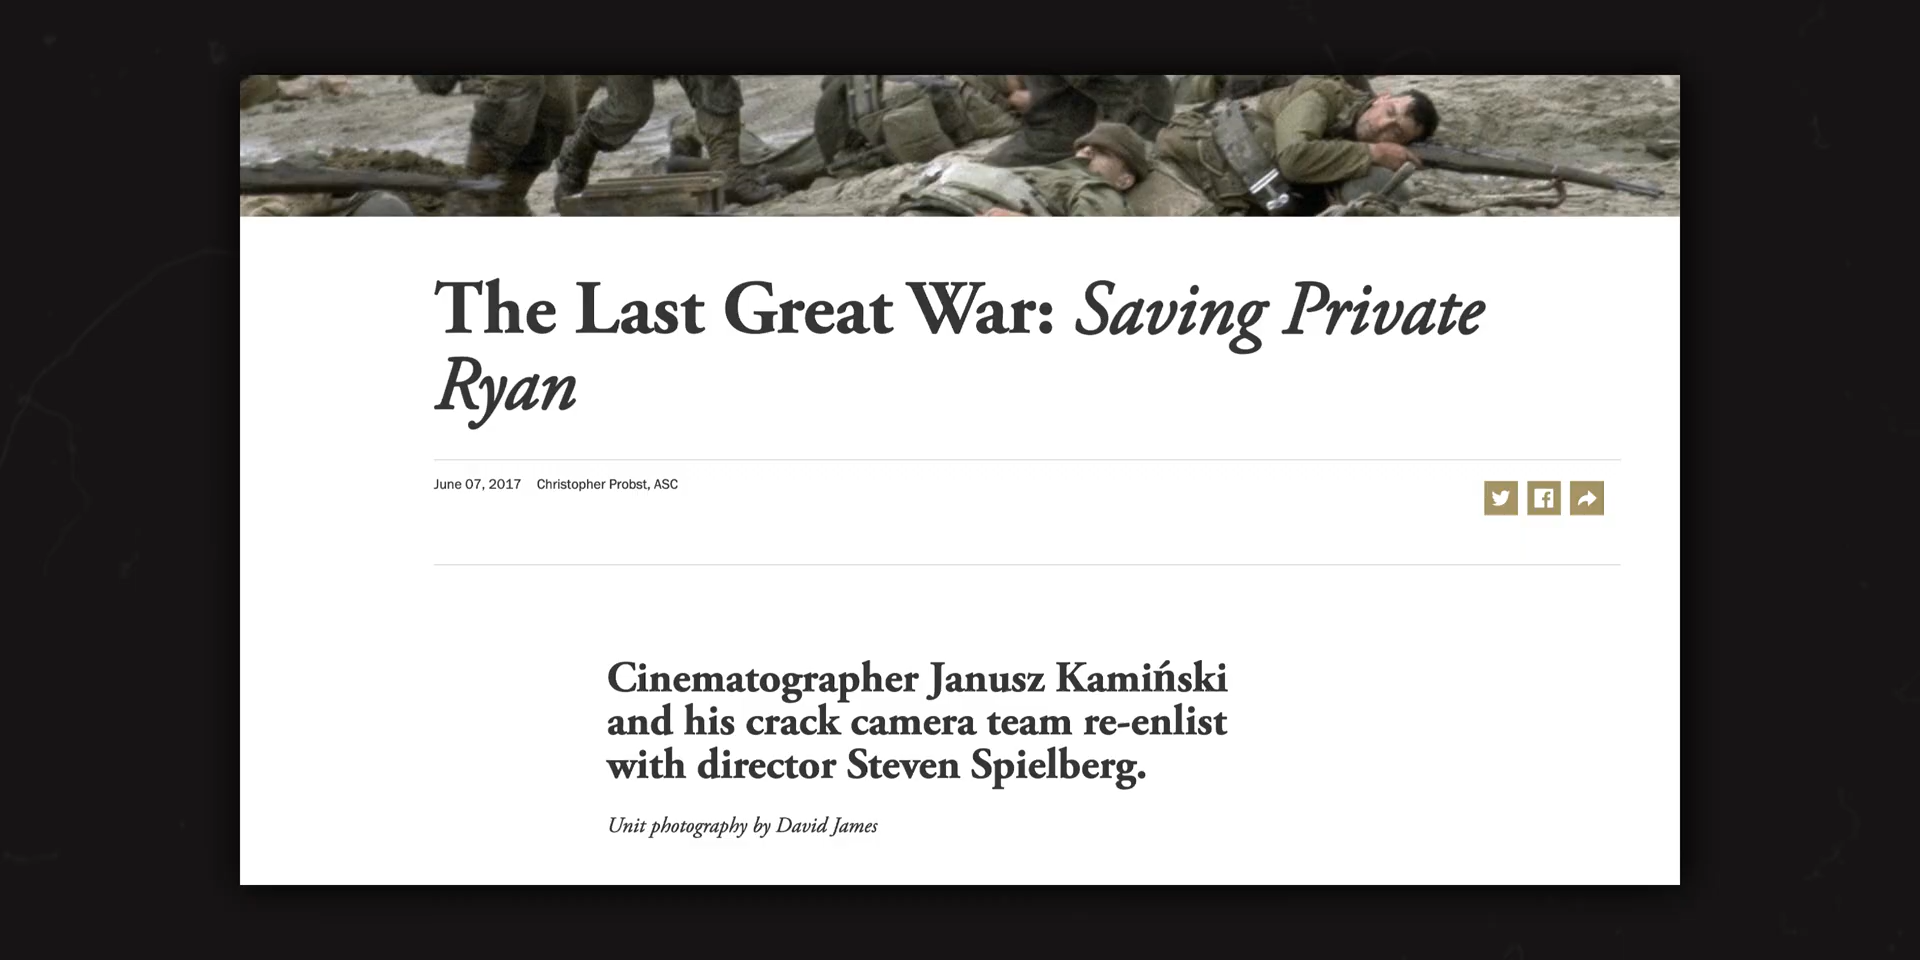 The Last Great War: Saving Private
Ryan
June 07, 2017 Christopher Probst, ASC
Cinematographer Janusz Kamiński
and his crack camera team re-enlist
with director Steven Spielberg.
Unit photography by David James